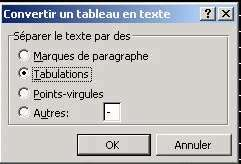 Convertir un tableau en texte
Séparer le texte par des
Marques de paragraphe
Tabulations
Points-virgules
Autres: -
OK Annuler